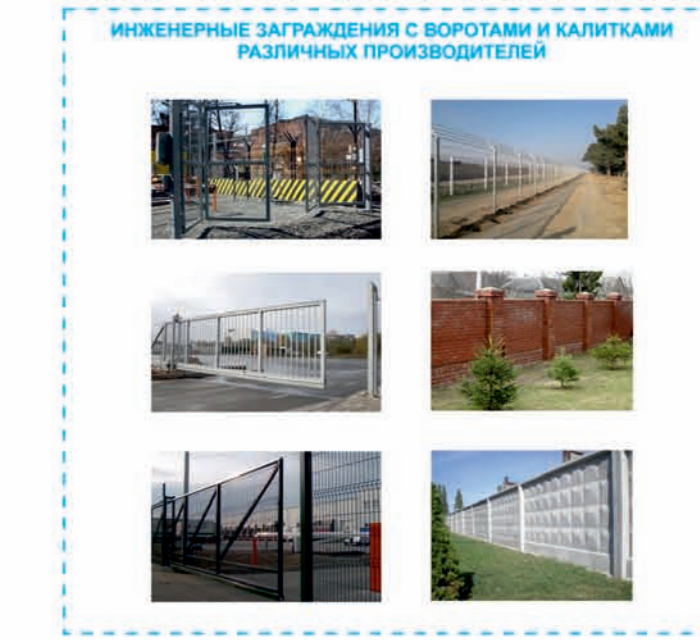 ИНЖЕНЕРНЫЕ ЗАГРАЖДЕНИЯ С ВОРОТАМИ И КАЛИТКАМИ
РАЗЛИЧНЫХ ПРОИЗВОДИТЕЛЕЙ